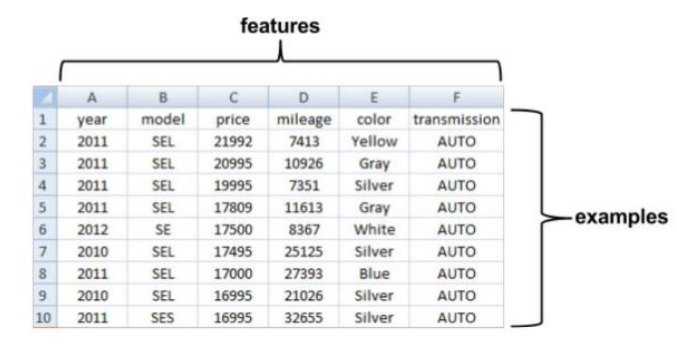 features
A B C D E F
1 year model price mileage color transmission
2 2011 SEL 21992 7413 Yellow AUTO
3 2011 SEL 20995 10926 Gray AUTO
4 2011 SEL 19995 7351 Silver AUTO
5 2011 SEL 17809 11613 Gray AUTO
6 2012 SE 17500 8367 White AUTO
7 2010 SEL 17495 25125 Silver AUTO
8 2011 SEL 17000 27393 Blue AUTO
9 2010 SEL 16995 21026 Silver AUTO
10 2011 SES 16995 32655 Silver AUTO
examples